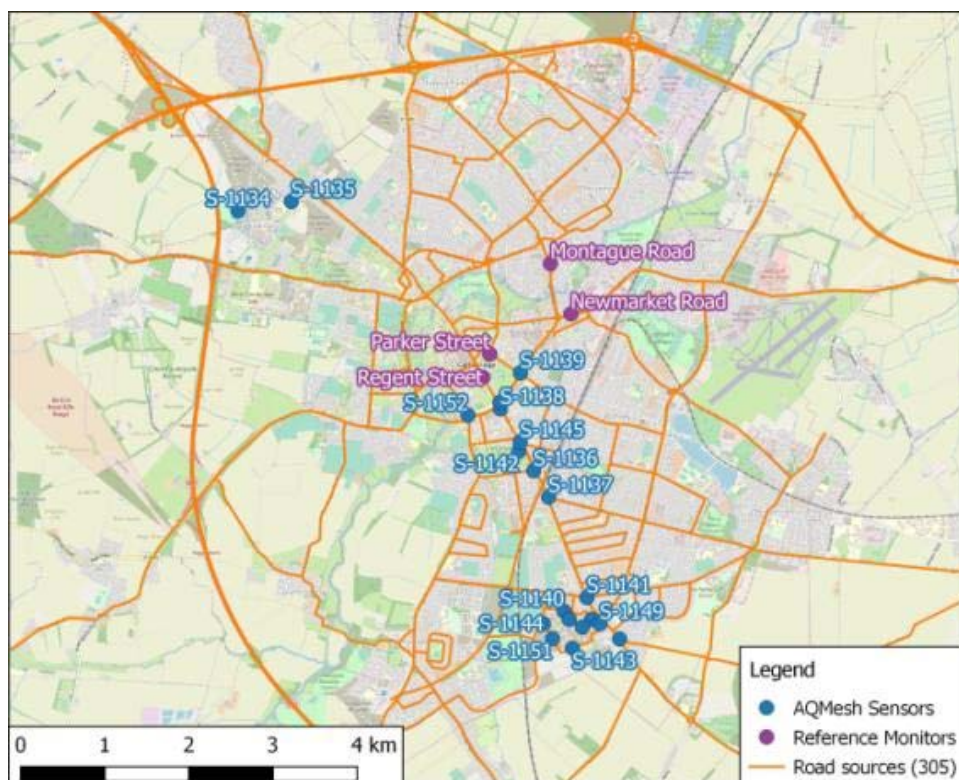 S-1134
S-1135
Montague Road
Newmarket Road
Parker Street
S-1139
Regent Street
S-1138
S-1152
S-1145
S-1142
S-1136
S-1137
S-1141
S-1140
S-1149
S-1144
S-1151
S-1143
Legend
AQMesh Sensors
Reference Monitors
Road sources (305)
0 1 2 3 4 km